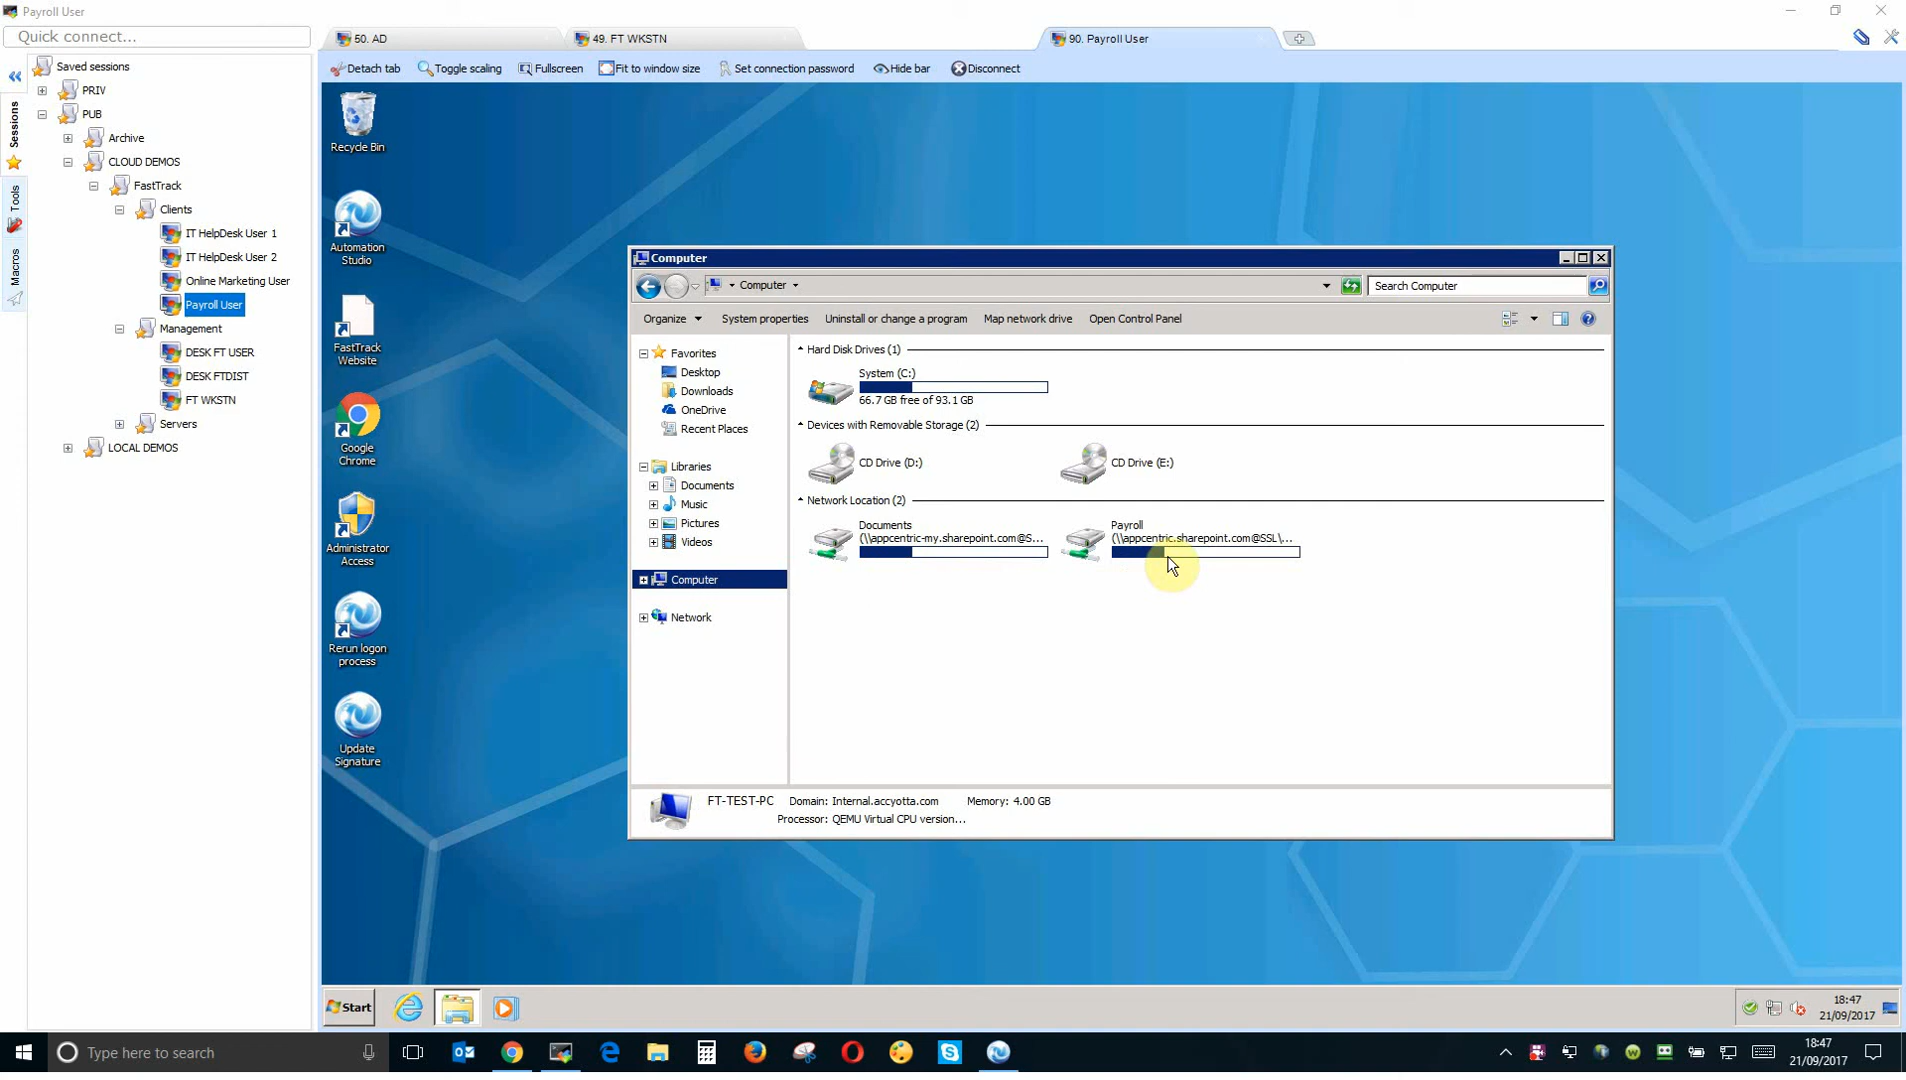 Payroll User
Quick connect...
50. AD
49. FT WKSTN
90. Payroll User
Detach tab
Toggle scaling
Fullscreen
Fit to window size
Set connection password
Hide bar
Disconnect
Sessions
Tools
Macros
Saved sessions
PRIV
PUB
Archive
CLOUD DEMOS
FastTrack
Clients
IT HelpDesk User 1
IT HelpDesk User 2
Online Marketing User
Payroll User
Management
DESK FT USER
DESK FTDIST
FT WKSTN
Servers
LOCAL DEMOS
Recycle Bin
Automation
Studio
FastTrack
Website
Google
Chrome
Administrator
Access
Rerun logon
process
Update
Signature
Computer
Computer
Search Computer
Organize
System properties
Uninstall or change a program
Map network drive
Open Control Panel
Favorites
Desktop
Downloads
OneDrive
Recent Places
Libraries
Documents
Music
Pictures
Videos
Computer
Network
Hard Disk Drives (1)
System (C:)
66.7 GB free of 93.1 GB
Devices with Removable Storage (2)
CD Drive (D:)
CD Drive (E:)
Network Location (2)
Documents
(\\appcentric-my.sharepoint.com@S...
Payroll
(\\appcentric.sharepoint.com@SSL\...
FT-TEST-PC
Domain: Internal.accyotta.com
Memory: 4.00 GB
Processor: QEMU Virtual CPU version...
Start
18:47
21/09/2017
Type here to search
18:47
21/09/2017